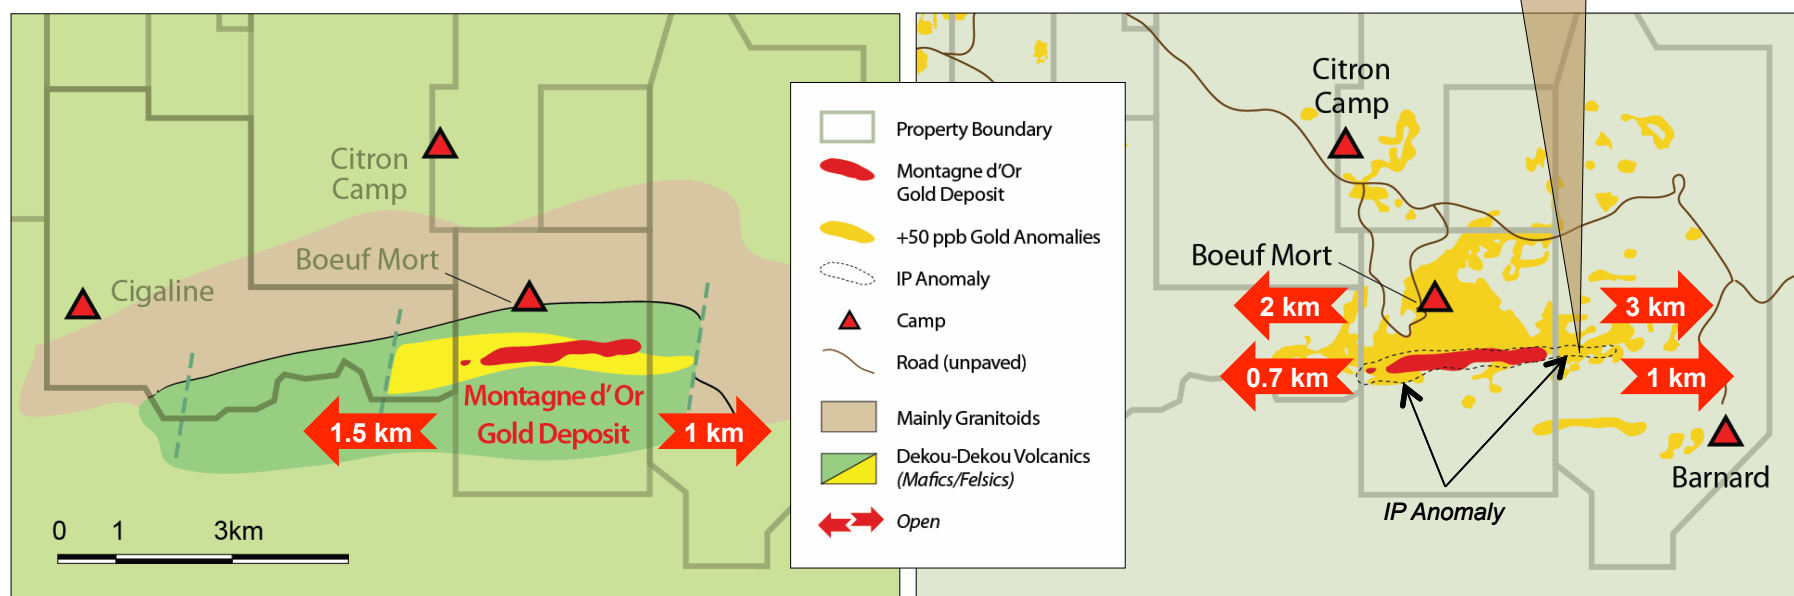 Citron
Camp
Boeuf Mort
Cigaline
Montagne d'Or
Gold Deposit
1.5 km
1 km
0
1
3km
Property Boundary
Montagne d'Or
Gold Deposit
+50 ppb Gold Anomalies
IP Anomaly
Camp
Road (unpaved)
Mainly Granitoids
Dekou-Dekou Volcanics
(Mafics/Felsics)
Open
Citron
Camp
Boeuf Mort
2 km
3 km
0.7 km
1 km
Barnard
IP Anomaly